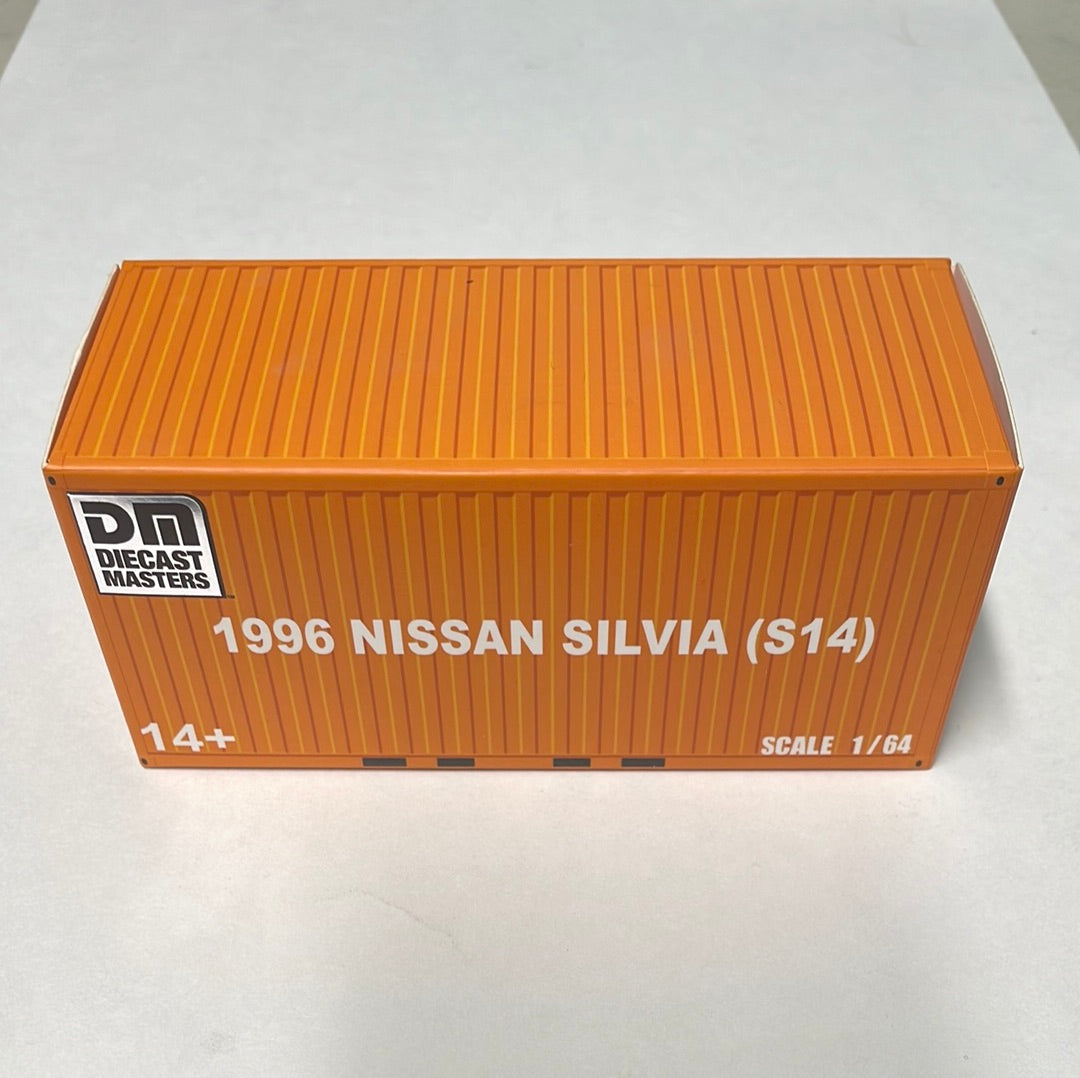 DM
DIECAST
MASTERS
1996 NISSAN SILVIA (S14)
14+
SCALE 1/64